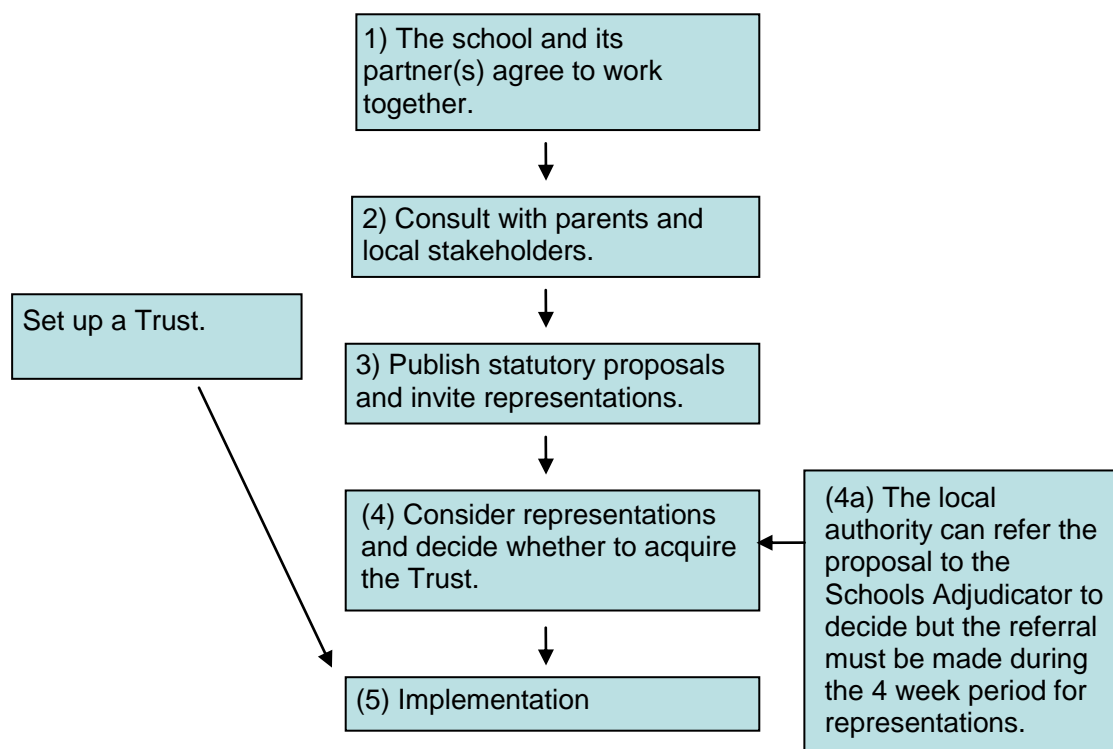 1) The school and its
partner(s) agree to work
together.
2) Consult with parents and
local stakeholders.
Set up a Trust.
3) Publish statutory proposals
and invite representations.
(4) Consider representations
and decide whether to acquire
the Trust.
(4a) The local
authority can refer the
proposal to the
Schools Adjudicator to
decide but the referral
must be made during
the 4 week period for
representations.
(5) Implementation